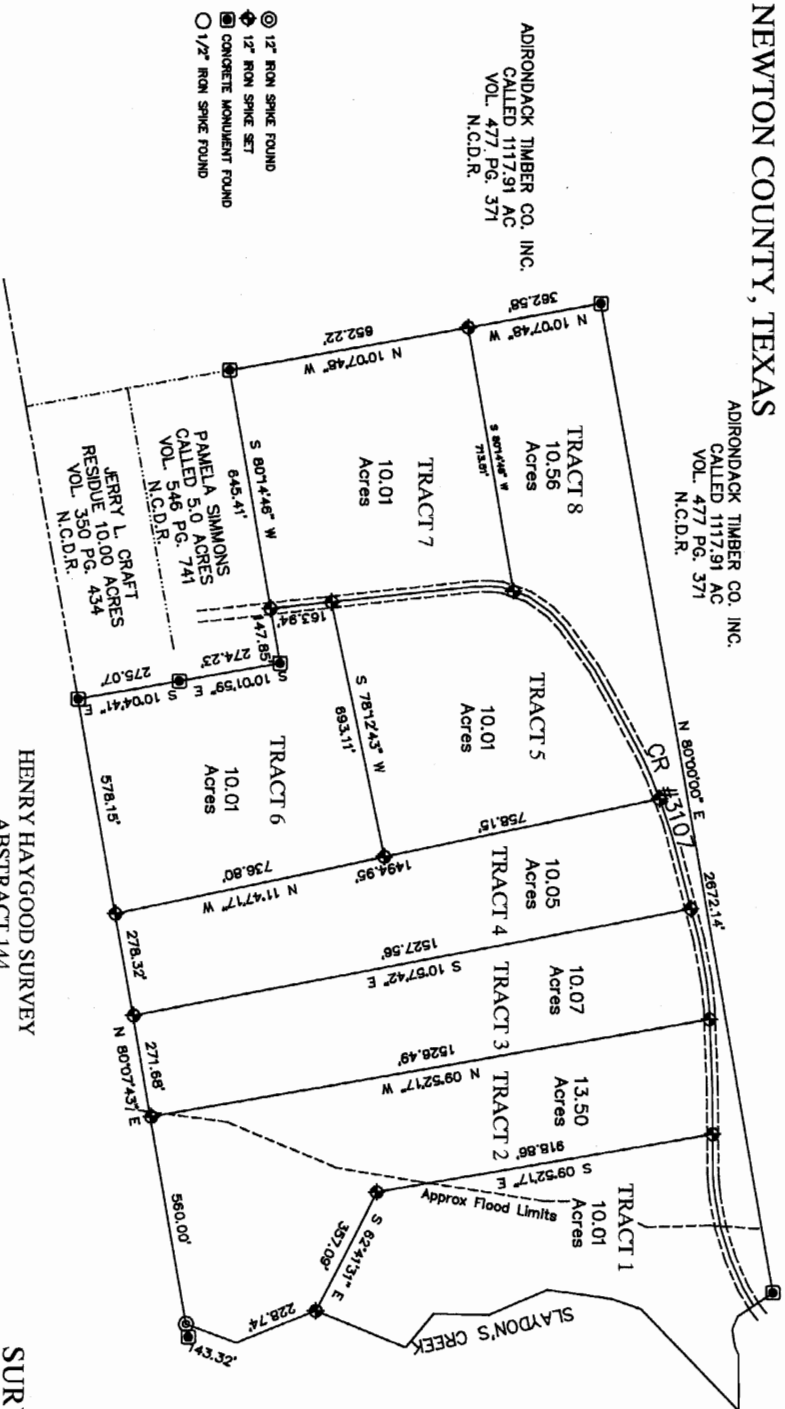 NEWTON COUNTY, TEXAS
ADIRONDACK TIMBER CO. INC.
CALLED 1117.91 AC
VOL. 477 PG. 371
N.C.D.R.
ADIRONDACK TIMBER CO. INC.
CALLED 1117.91 AC
VOL. 477 PG. 371
N.C.D.R.
12" IRON SPIKE FOUND
12" IRON SPIKE SET
CONCRETE MONUMENT FOUND
1/2" IRON SPIKE FOUND
N 80°00'00" E
2672.14'
CR #3107
382.58'
N 10°07'48" W
652.22'
N 10°07'48" W
TRACT 8
10.56
Acres
S 80°14'46" W
TRACT 7
10.01
Acres
S 80°14'46" W
645.41'
147.85'
163.94'
PAMELA SIMMONS
CALLED 5.0 ACRES
VOL. 546 PG. 741
N.C.D.R.
JERRY L. CRAFT
RESIDUE 10.00 ACRES
VOL. 350 PG. 434
N.C.D.R.
274.23'
S 10°01'59" E
275.07'
S 10°04'41" E
TRACT 5
10.01
Acres
S 78°12'43" W
693.11'
TRACT 6
10.01
Acres
758.15'
1494.95'
736.80'
N 11°47'17" W
578.15'
10.05
Acres
TRACT 4
1527.56'
S 10°57'42" E
278.32'
10.07
Acres
TRACT 3
1526.49'
N 09°52'17" W
271.68'
N 80°07'43" E
13.50
Acres
TRACT 2
918.86'
S 09°52'17" E
TRACT 1
10.01
Acres
Approx Flood Limits
S 62°41'31" E
357.09'
228.74'
560.00'
43.32'
SLAYDON'S CREEK
HENRY HAYGOOD SURVEY
ABSTRACT 144